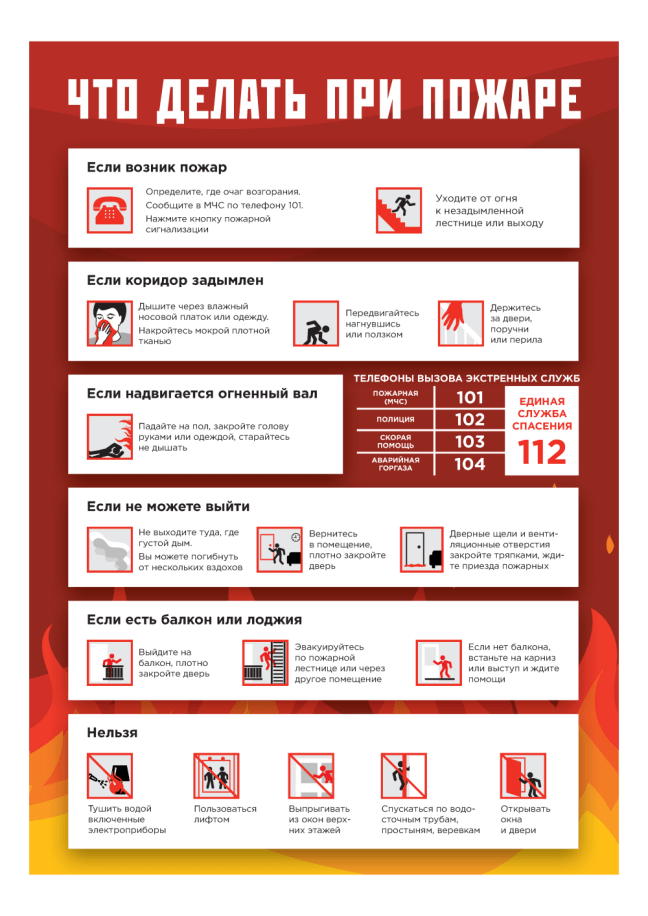 ЧТО ДЕЛАТЬ ПРИ ПОЖАРЕ
Если возник пожар
Определите, где очаг возгорания.
Сообщите в МЧС по телефону 101.
Нажмите кнопку пожарной
сигнализации
Уходите от огня
к незадымленной
лестнице или выходу
Если коридор задымлен
Дышите через влажный
носовой платок или одежду.
Накройтесь мокрой плотной
тканью
Передвигайтесь
нагнувшись
или ползком
Держитесь
за двери,
поручни
или перила
Если надвигается огненный вал
Падайте на пол, закройте голову
руками или одеждой, старайтесь
не дышать
ТЕЛЕФОНЫ ВЫЗОВА ЭКСТРЕННЫХ СЛУЖБ
ПОЖАРНАЯ
(МЧС)
101
ПОЛИЦИЯ
102
СКОРАЯ
ПОМОЩЬ
103
АВАРИЙНАЯ
ГОРГАЗА
104
ЕДИНАЯ
СЛУЖБА
СПАСЕНИЯ
112
Если не можете выйти
Не выходите туда, где
густой дым.
Вы можете погибнуть
от нескольких вздохов
Вернитесь
в помещение,
плотно закройте
дверь
Дверные щели и венти-
ляционные отверстия
закройте тряпками, жди-
те приезда пожарных
Если есть балкон или лоджия
Выйдите на
балкон, плотно
закройте дверь
Эвакуируйтесь
по пожарной
лестнице или через
другое помещение
Если нет балкона,
встаньте на карниз
или выступ и ждите
помощи
Нельзя
Тушить водой
включенные
электроприборы
Пользоваться
лифтом
Выпрыгивать
из окон верх-
них этажей
Спускаться по водо-
сточным трубам,
простыням, веревкам
Открывать
окна
и двери